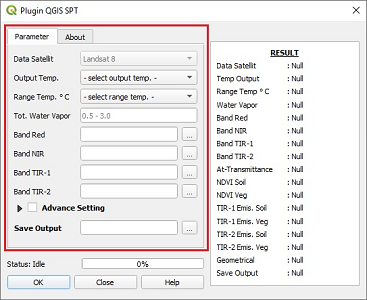 Plugin QGIS SPT
Parameter
About
Data Satellit
Landsat 8
Output Temp.
- select output temp. -
Range Temp. ° C
- select range temp. -
Tot. Water Vapor
0.5 - 3.0
Band Red
...
Band NIR
...
Band TIR-1
...
Band TIR-2
...
Advance Setting
Save Output
...
Status: Idle
0%
OK
Close
Help
RESULT
Data Satellit : Null
Temp Output : Null
Range Temp : Null
Water Vapor : Null
Band Red : Null
Band NIR : Null
Band TIR-1 : Null
Band TIR-2 : Null
At-Transmittance : Null
NDVI Soil : Null
NDVI Veg : Null
TIR-1 Emis. Soil : Null
TIR-1 Emis. Veg : Null
TIR-2 Emis. Soil : Null
TIR-2 Emis. Veg : Null
Geometrical : Null
Save Output : Null